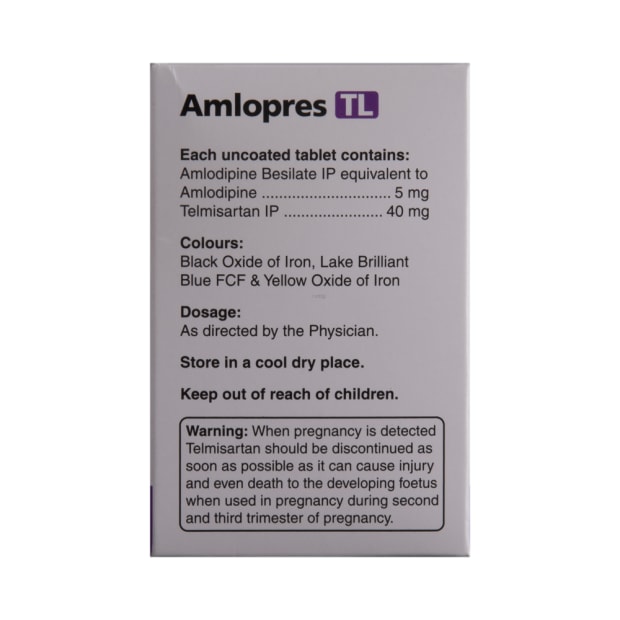 Amlopres TL
Each uncoated tablet contains:
Amlodipine Besilate IP equivalent to
Amlodipine ............................... 5 mg
Telmisartan IP ....................... 40 mg
Colours:
Black Oxide of Iron, Lake Brilliant
Blue FCF & Yellow Oxide of Iron
Dosage:
As directed by the Physician.
Store in a cool dry place.
Keep out of reach of children.
Warning: When pregnancy is detected
Telmisartan should be discontinued as
soon as possible as it can cause injury
and even death to the developing foetus
when used in pregnancy during second
and third trimester of pregnancy.